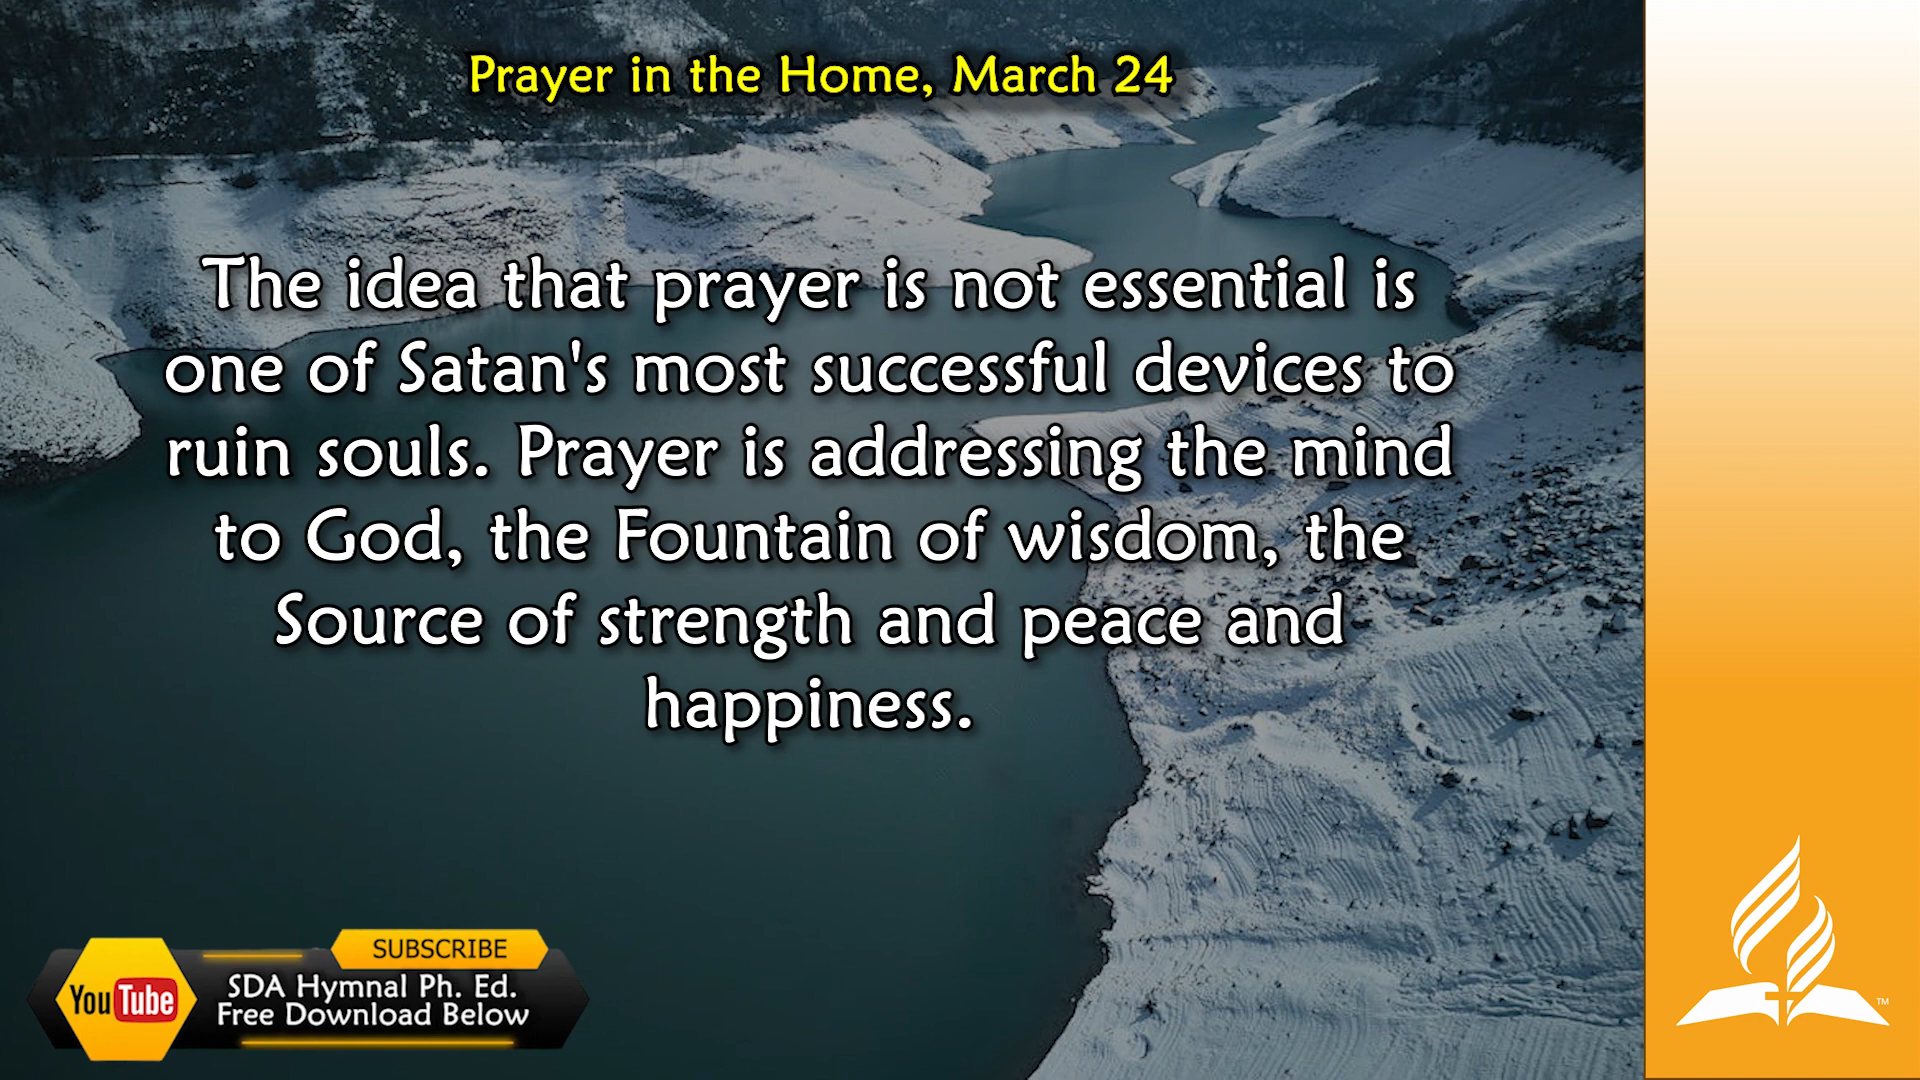 Prayer in the Home, March 24
The idea that prayer is not essential is
one of Satan's most successful devices to
ruin souls. Prayer is addressing the mind
to God, the Fountain of wisdom, the
Source of strength and peace and
happiness.
SUBSCRIBE
YouTube
SDA Hymnal Ph. Ed.
Free Download Below
TM